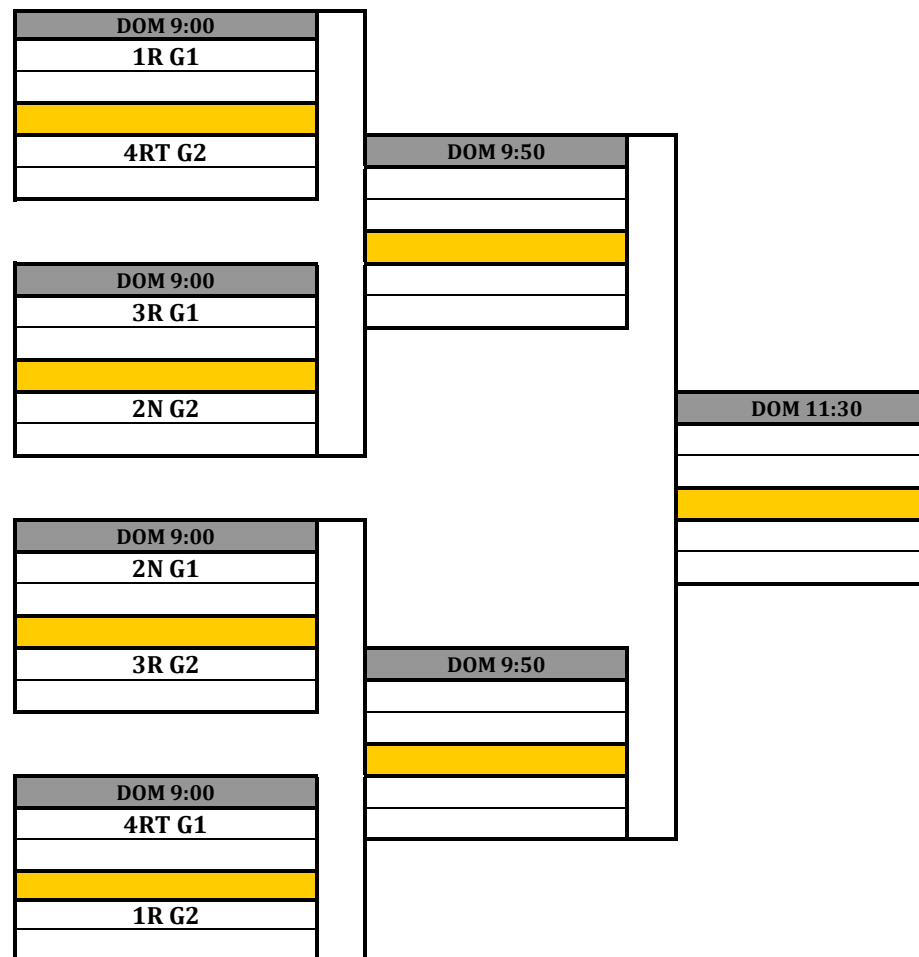 DOM 9:00
1R G1
4RT G2
DOM 9:50
DOM 9:00
3R G1
2N G2
DOM 11:30
DOM 9:00
2N G1
3R G2
DOM 9:50
DOM 9:00
4RT G1
1R G2